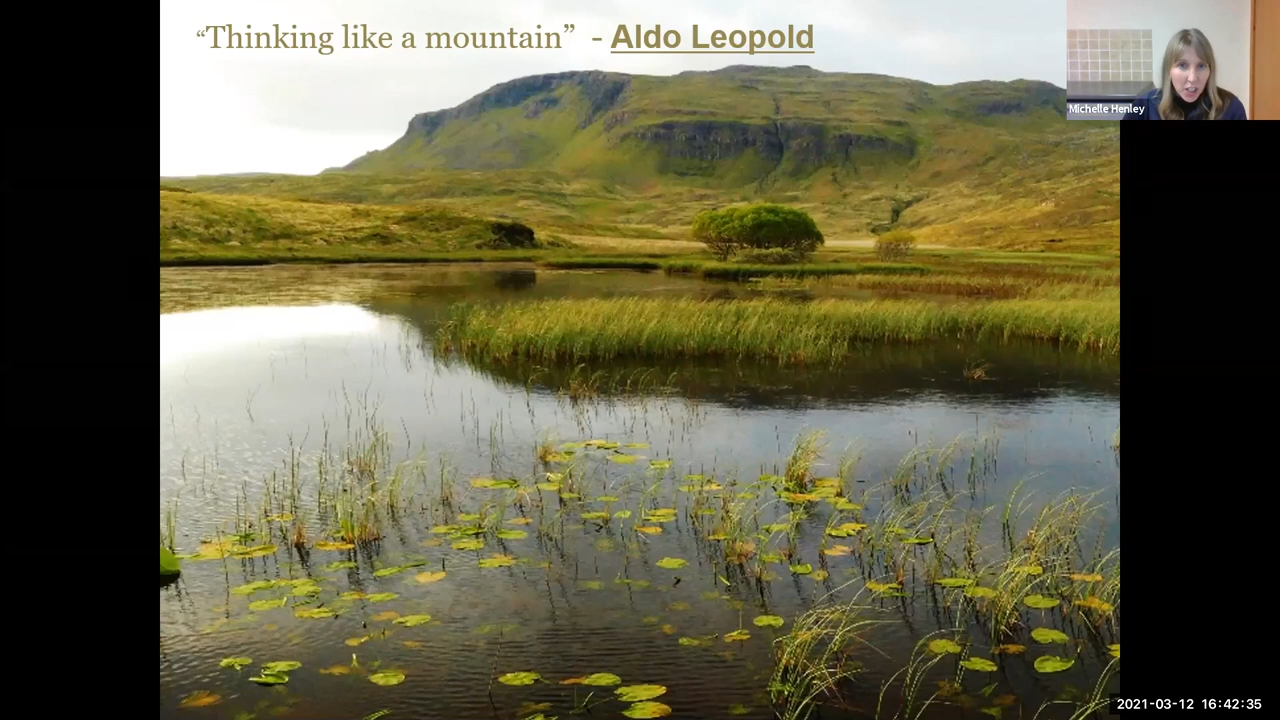 “Thinking like a mountain” - Aldo Leopold
Michelle Henley
2021-03-12 16:42:35